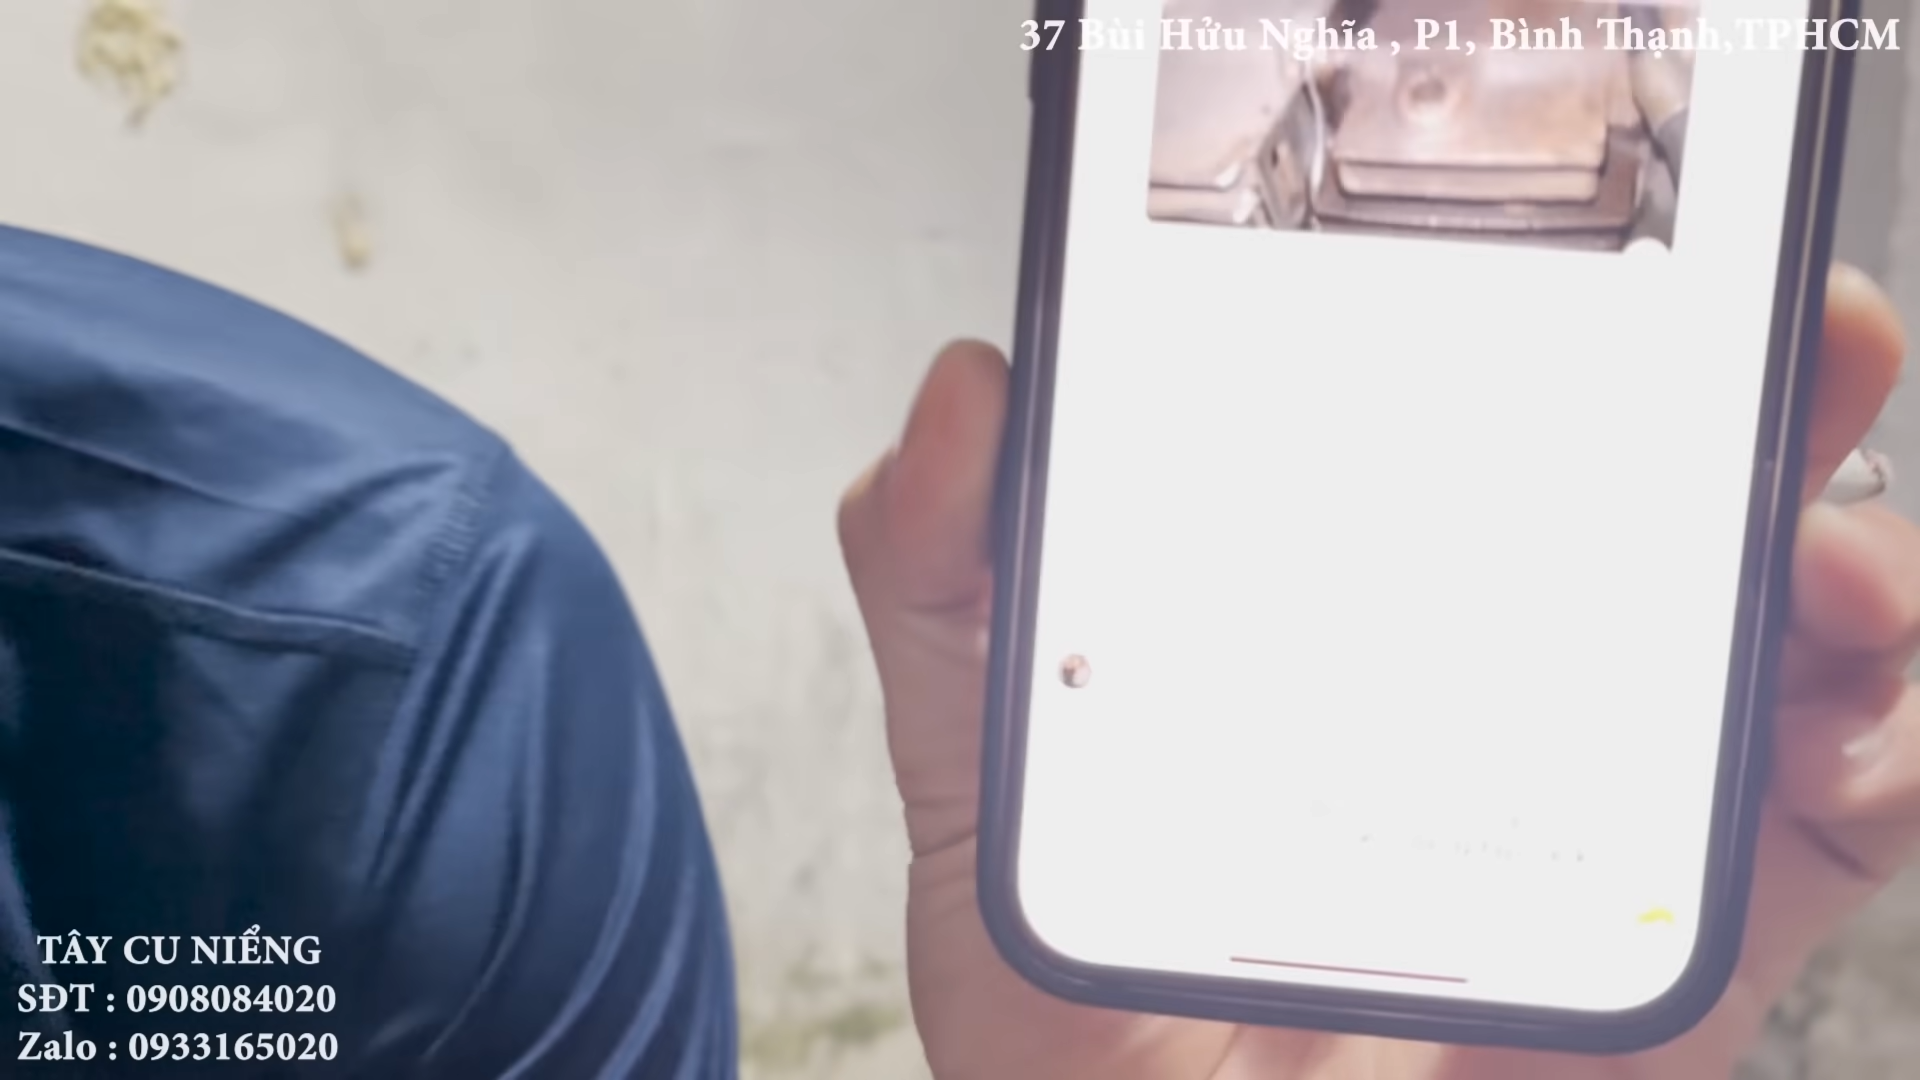 37 Bùi Hửu Nghĩa , P1, Bình Thạnh,TPHCM
TÂY CU NIỂNG
SĐT : 0908084020
Zalo : 0933165020